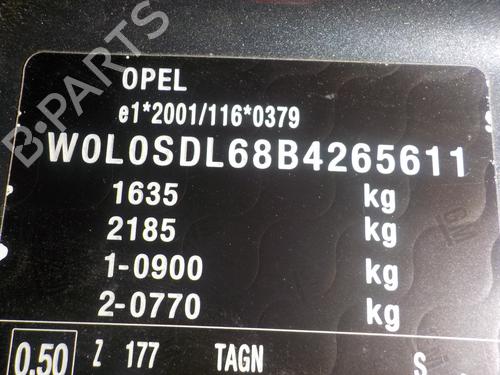 OPEL
e1*2001/116*0379
W0L0SDL68B4265611
1635 kg
2185 kg
1-0900 kg
2-0770 kg
0.50 Z 177 TAGN S
B-PARTS